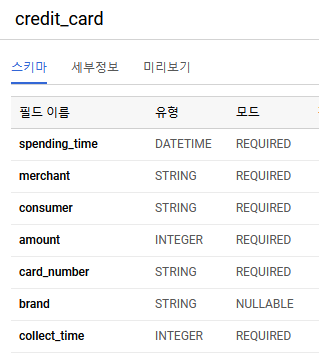 credit_card
스키마 세부정보 미리보기
필드 이름 유형 모드
spending_time DATETIME REQUIRED
merchant STRING REQUIRED
consumer STRING REQUIRED
amount INTEGER REQUIRED
card_number STRING REQUIRED
brand STRING NULLABLE
collect_time INTEGER REQUIRED